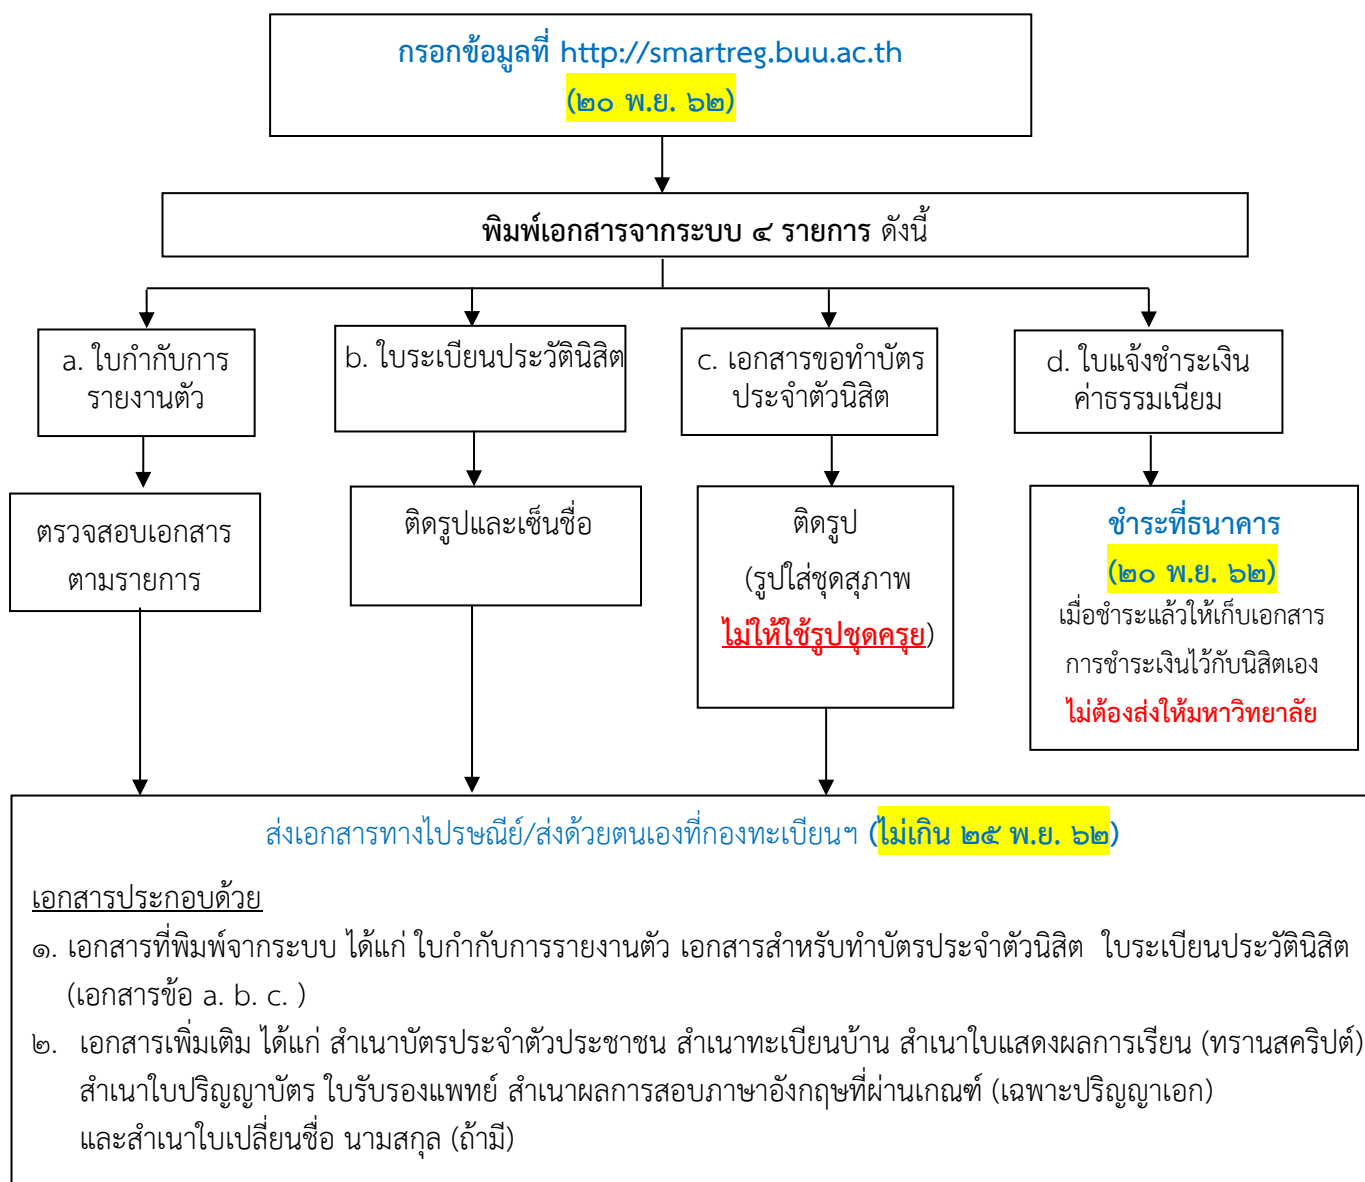 กรอกข้อมูลที่ http://smartreg.buu.ac.th
(๒๐ พ.ย. ๖๒)
พิมพ์เอกสารจากระบบ ๔ รายการ ดังนี้
a. ใบกำกับการ
รายงานตัว
b. ใบระเบียนประวัตินิสิต
c. เอกสารขอทำบัตร
ประจำตัวนิสิต
d. ใบแจ้งชำระเงิน
ค่าธรรมเนียม
ตรวจสอบเอกสาร
ตามรายการ
ติดรูปและเซ็นชื่อ
ติดรูป
(รูปใส่ชุดสุภาพ
ไม่ให้ใช้รูปชุดครุย)
ชำระที่ธนาคาร
(๒๐ พ.ย. ๖๒)
เมื่อชำระแล้วให้เก็บเอกสาร
การชำระเงินไว้กับนิสิตเอง
ไม่ต้องส่งให้มหาวิทยาลัย
ส่งเอกสารทางไปรษณีย์/ส่งด้วยตนเองที่กองทะเบียนฯ (ไม่เกิน ๒๕ พ.ย. ๖๒)
เอกสารประกอบด้วย
๑. เอกสารที่พิมพ์จากระบบ ได้แก่ ใบกำกับการรายงานตัว เอกสารสำหรับทำบัตรประจำตัวนิสิต ใบระเบียนประวัตินิสิต
(เอกสารข้อ a. b. c. )
๒. เอกสารเพิ่มเติม ได้แก่ สำเนาบัตรประจำตัวประชาชน สำเนาทะเบียนบ้าน สำเนาใบแสดงผลการเรียน (ทรานสคริปต์)
สำเนาใบปริญญาบัตร ใบรับรองแพทย์ สำเนาผลการสอบภาษาอังกฤษที่ผ่านเกณฑ์ (เฉพาะปริญญาเอก)
และสำเนาใบเปลี่ยนชื่อ นามสกุล (ถ้ามี)